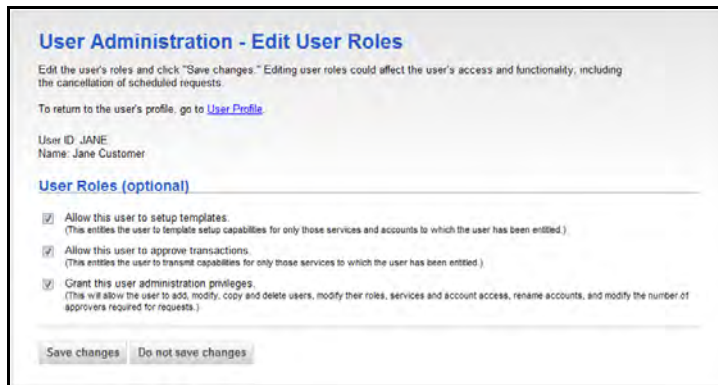 User Administration - Edit User Roles
Edit the user's roles and click "Save changes." Editing user roles could affect the user's access and functionality, including
the cancellation of scheduled requests.
To return to the user's profile, go to User Profile.
User ID: JANE
Name: Jane Customer
User Roles (optional)
Allow this user to setup templates.
(This entitles the user to template setup capabilities for only those services and accounts to which the user has been entitled.)
Allow this user to approve transactions.
(This entitles the user to transmit capabilities for only those services to which the user has been entitled.)
Grant this user administration privileges.
(This will allow the user to add, modify, copy and delete users, modify their roles, services and account access, rename accounts, and modify the number of
approvers required for requests.)
Save changes Do not save changes